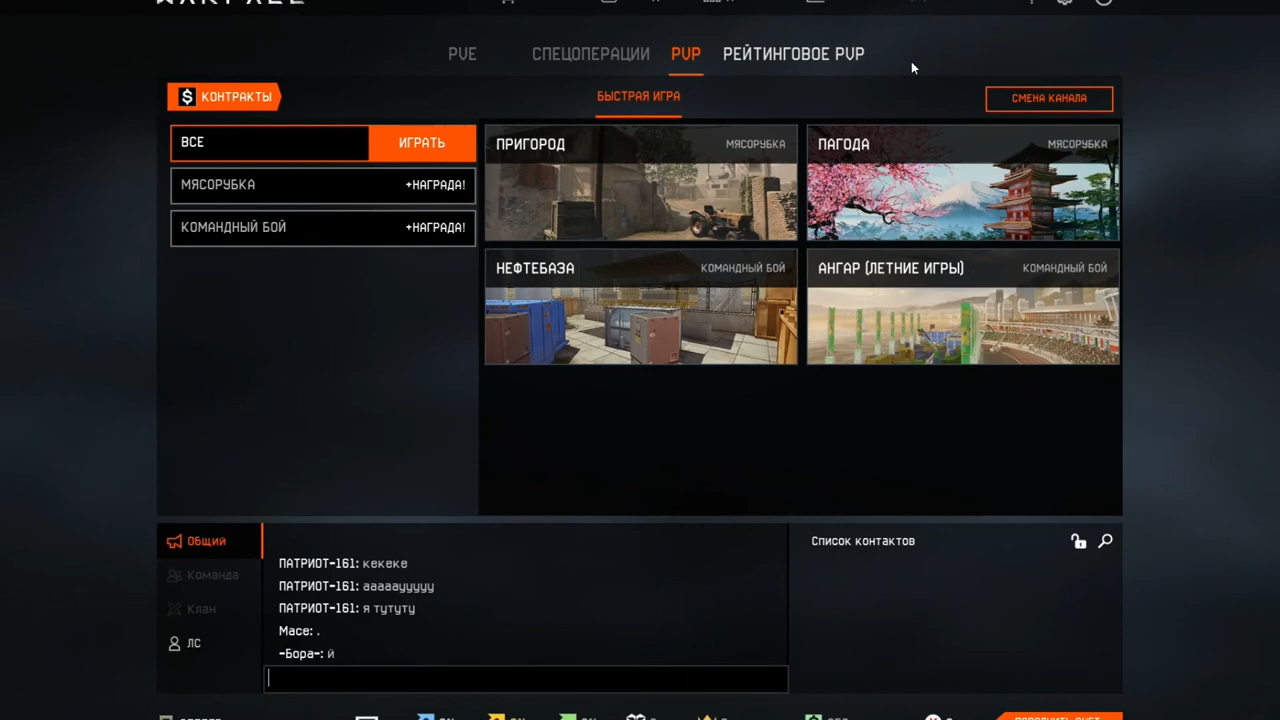 PVE СПЕЦОПЕРАЦИИ PVP РЕЙТИНГОВОЕ PVP
$ КОНТРАКТЫ
БЫСТРАЯ ИГРА
СМЕНА КАНАЛА
ВСЕ ИГРАТЬ
МЯСОРУБКА +НАГРАДА!
КОМАНДНЫЙ БОЙ +НАГРАДА!
ПРИГОРОД МЯСОРУБКА
ПАГОДА МЯСОРУБКА
НЕФТЕБАЗА КОМАНДНЫЙ БОЙ
АНГАР (ЛЕТНИЕ ИГРЫ) КОМАНДНЫЙ БОЙ
Общий
Команда
Клан
ЛС
ПАТРИОТ-161: кекеке
ПАТРИОТ-161: аааааууууу
ПАТРИОТ-161: я тутуту
Mace: .
-Бора-: й
Список контактов